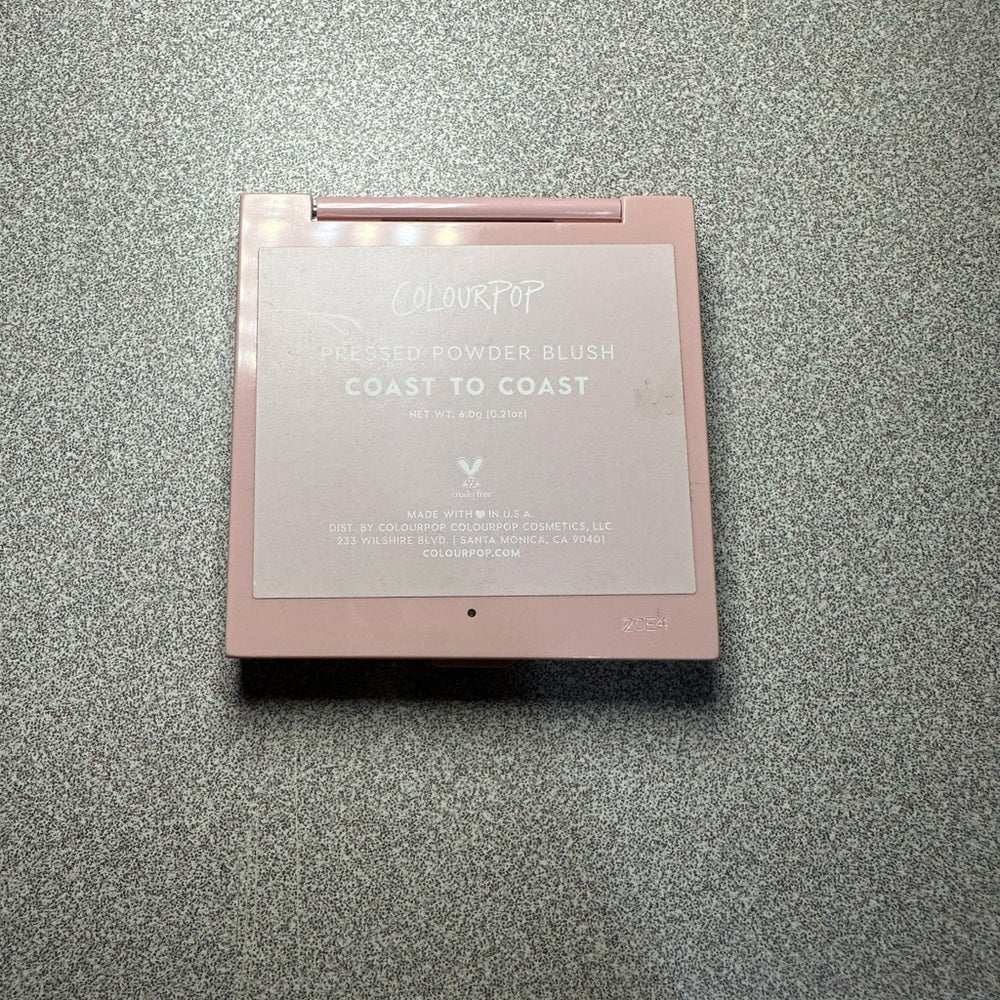 COLOURPOP
PRESSED POWDER BLUSH
COAST TO COAST
NET WT. 6.0g (0.21oz)
cruelty free
MADE WITH ♥ IN U.S.A.
DIST. BY COLOURPOP COLOURPOP COSMETICS, LLC
233 WILSHIRE BLVD. | SANTA MONICA, CA 90401
COLOURPOP.COM
20E4